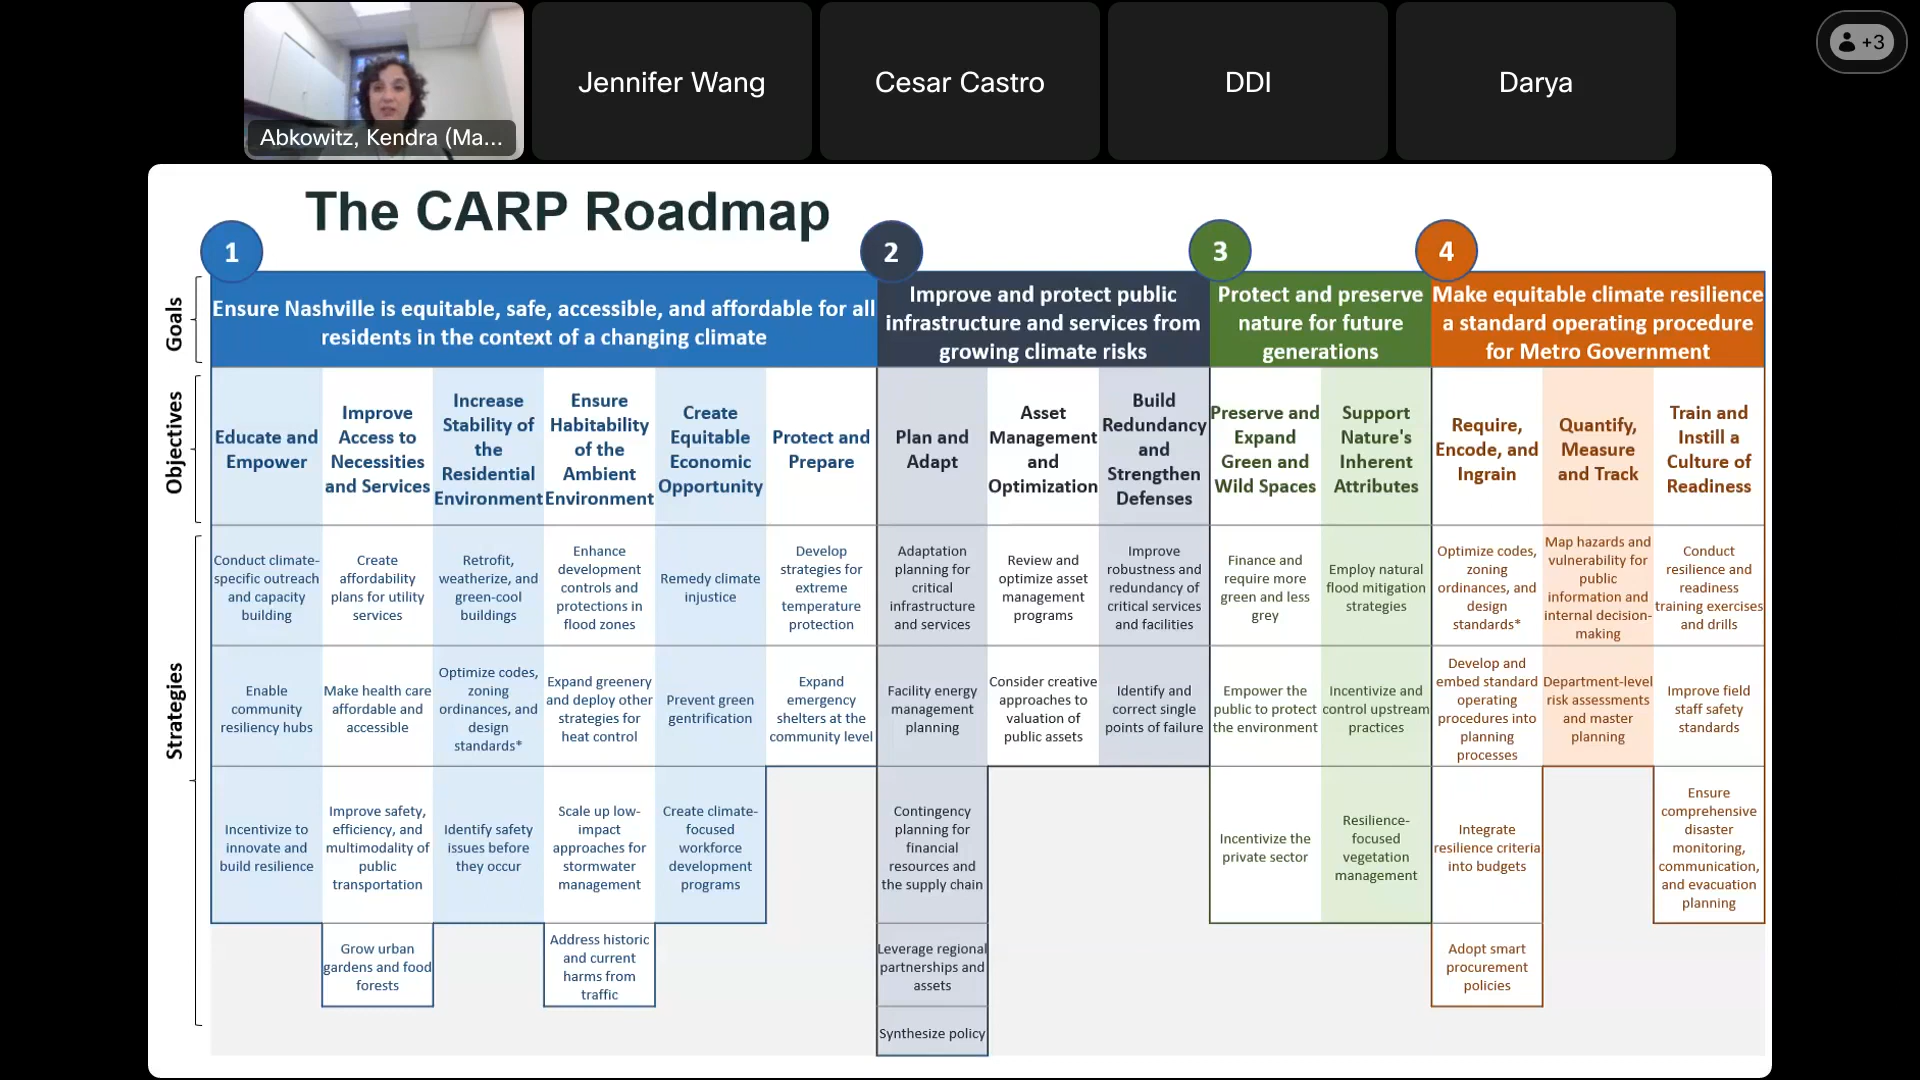 Abkowitz, Kendra (Ma...
Jennifer Wang
Cesar Castro
DDI
Darya
+3
The CARP Roadmap
1
2
3
4
Goals
Ensure Nashville is equitable, safe, accessible, and affordable for all
residents in the context of a changing climate
Improve and protect public
infrastructure and services from
growing climate risks
Protect and preserve
nature for future
generations
Make equitable climate resilience
a standard operating procedure
for Metro Government
Objectives
Educate and
Empower
Improve
Access to
Necessities
and Services
Increase
Stability of
the
Residential
Environment
Ensure
Habitability
of the
Ambient
Environment
Create
Equitable
Economic
Opportunity
Protect and
Prepare
Plan and
Adapt
Asset
Management
and
Optimization
Build
Redundancy
and
Strengthen
Defenses
Preserve and
Expand
Green and
Wild Spaces
Support
Nature's
Inherent
Attributes
Require,
Encode, and
Ingrain
Quantify,
Measure
and Track
Train and
Instill a
Culture of
Readiness
Strategies
Conduct climate-
specific outreach
and capacity
building
Create
affordability
plans for utility
services
Retrofit,
weatherize, and
green-cool
buildings
Enhance
development
controls and
protections in
flood zones
Remedy climate
injustice
Develop
strategies for
extreme
temperature
protection
Adaptation
planning for
critical
infrastructure
and services
Review and
optimize asset
management
programs
Improve
robustness and
redundancy of
critical services
and facilities
Finance and
require more
green and less
grey
Employ natural
flood mitigation
strategies
Optimize codes,
zoning
ordinances, and
design
standards*
Map hazards and
vulnerability for
public
information and
internal decision-
making
Conduct
resilience and
readiness
training exercises
and drills
Enable
community
resiliency hubs
Make health care
affordable and
accessible
Optimize codes,
zoning
ordinances, and
design
standards*
Expand greenery
and deploy other
strategies for
heat control
Prevent green
gentrification
Expand
emergency
shelters at the
community level
Facility energy
management
planning
Consider creative
approaches to
valuation of
public assets
Identify and
correct single
points of failure
Empower the
public to protect
the environment
Incentivize and
control upstream
practices
Develop and
embed standard
operating
procedures into
planning
processes
Department-level
risk assessments
and master
planning
Improve field
staff safety
standards
Incentivize to
innovate and
build resilience
Improve safety,
efficiency, and
multimodality of
public
transportation
Identify safety
issues before
they occur
Scale up low-
impact
approaches for
stormwater
management
Create climate-
focused
workforce
development
programs
Contingency
planning for
financial
resources and
the supply chain
Incentivize the
private sector
Resilience-
focused
vegetation
management
Integrate
resilience criteria
into budgets
Ensure
comprehensive
disaster
monitoring,
communication,
and evacuation
planning
Grow urban
gardens and food
forests
Address historic
and current
harms from
traffic
Leverage regional
partnerships and
assets
Adopt smart
procurement
policies
Synthesize policy